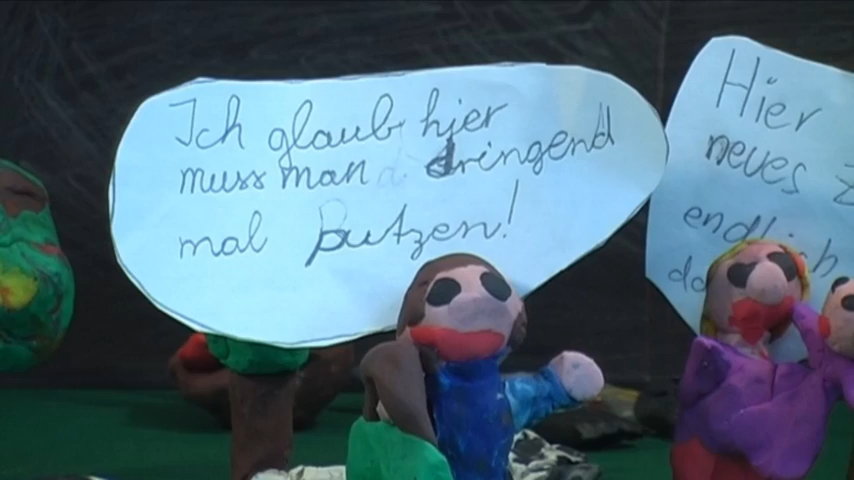 Ich glaub hier
muss man dringend
mal putzen!
Hier
neues
endlich